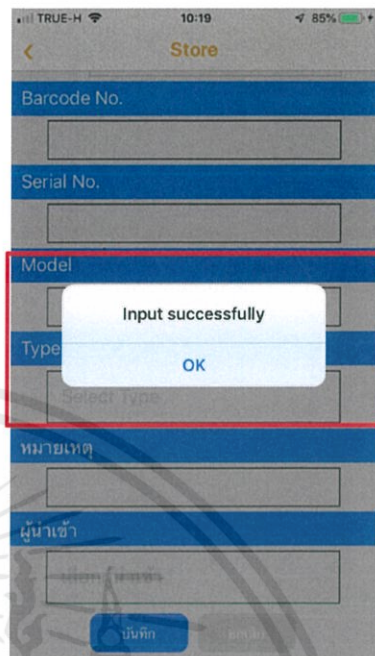 TRUE-H 10:19 85%
Store
Barcode No.
Serial No.
Model
Input successfully
Type
OK
Select Type
หมายเหตุ
ผู้นำเข้า
บันทึก